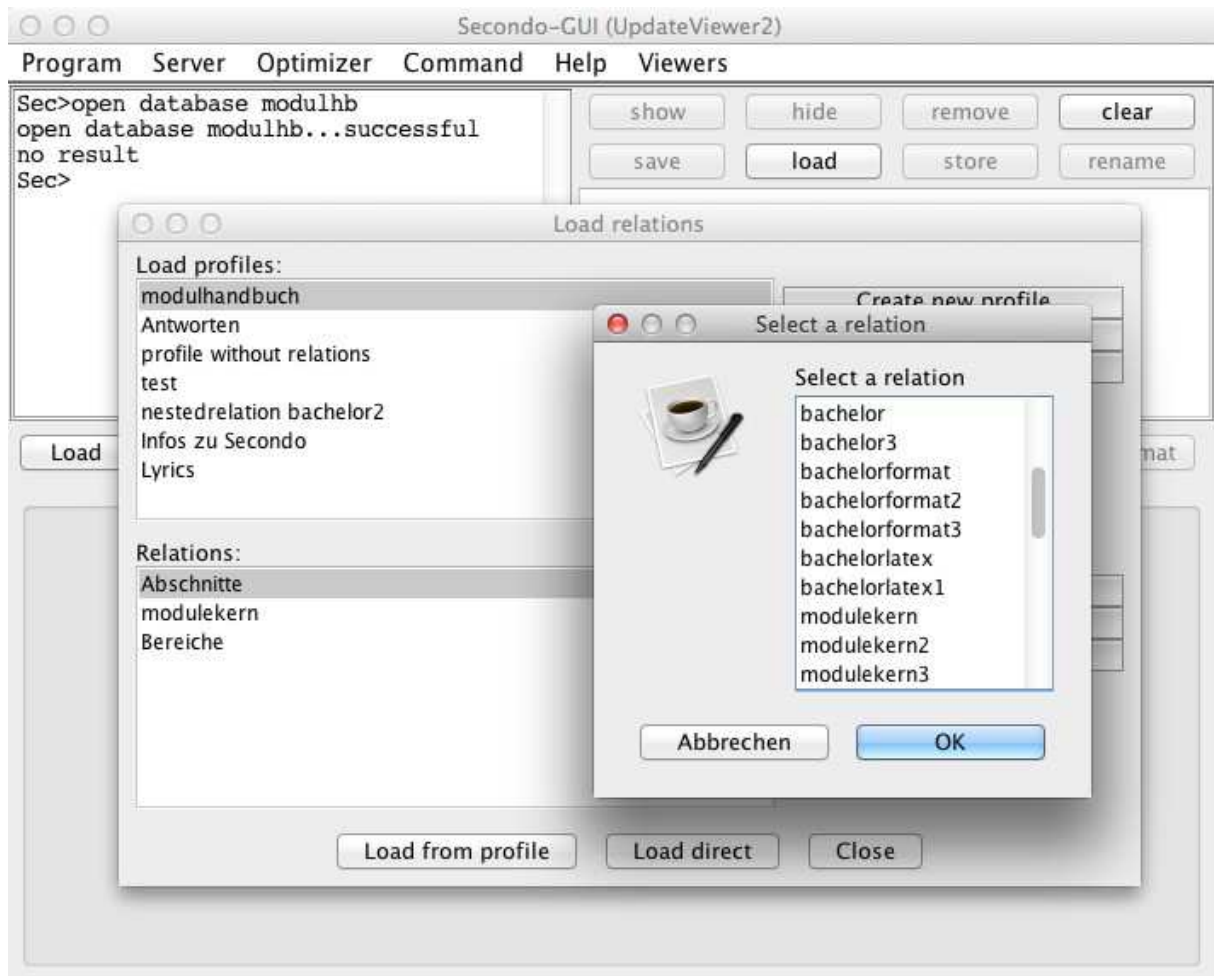 Secondo-GUI (UpdateViewer2)
Program Server Optimizer Command Help Viewers
Sec>open database modulhb
open database modulhb...successful
no result
Sec>
show hide remove clear
save load store rename
Load relations
Load profiles:
modulhandbuch
Antworten
profile without relations
test
nestedrelation bachelor2
Infos zu Secondo
Lyrics
Create new profile
Relations:
Abschnitte
modulekern
Bereiche
Load from profile Load direct Close
Select a relation
Select a relation
bachelor
bachelor3
bachelorformat
bachelorformat2
bachelorformat3
bachelorlatex
bachelorlatex1
modulekern
modulekern2
modulekern3
Abbrechen OK
Load
mat